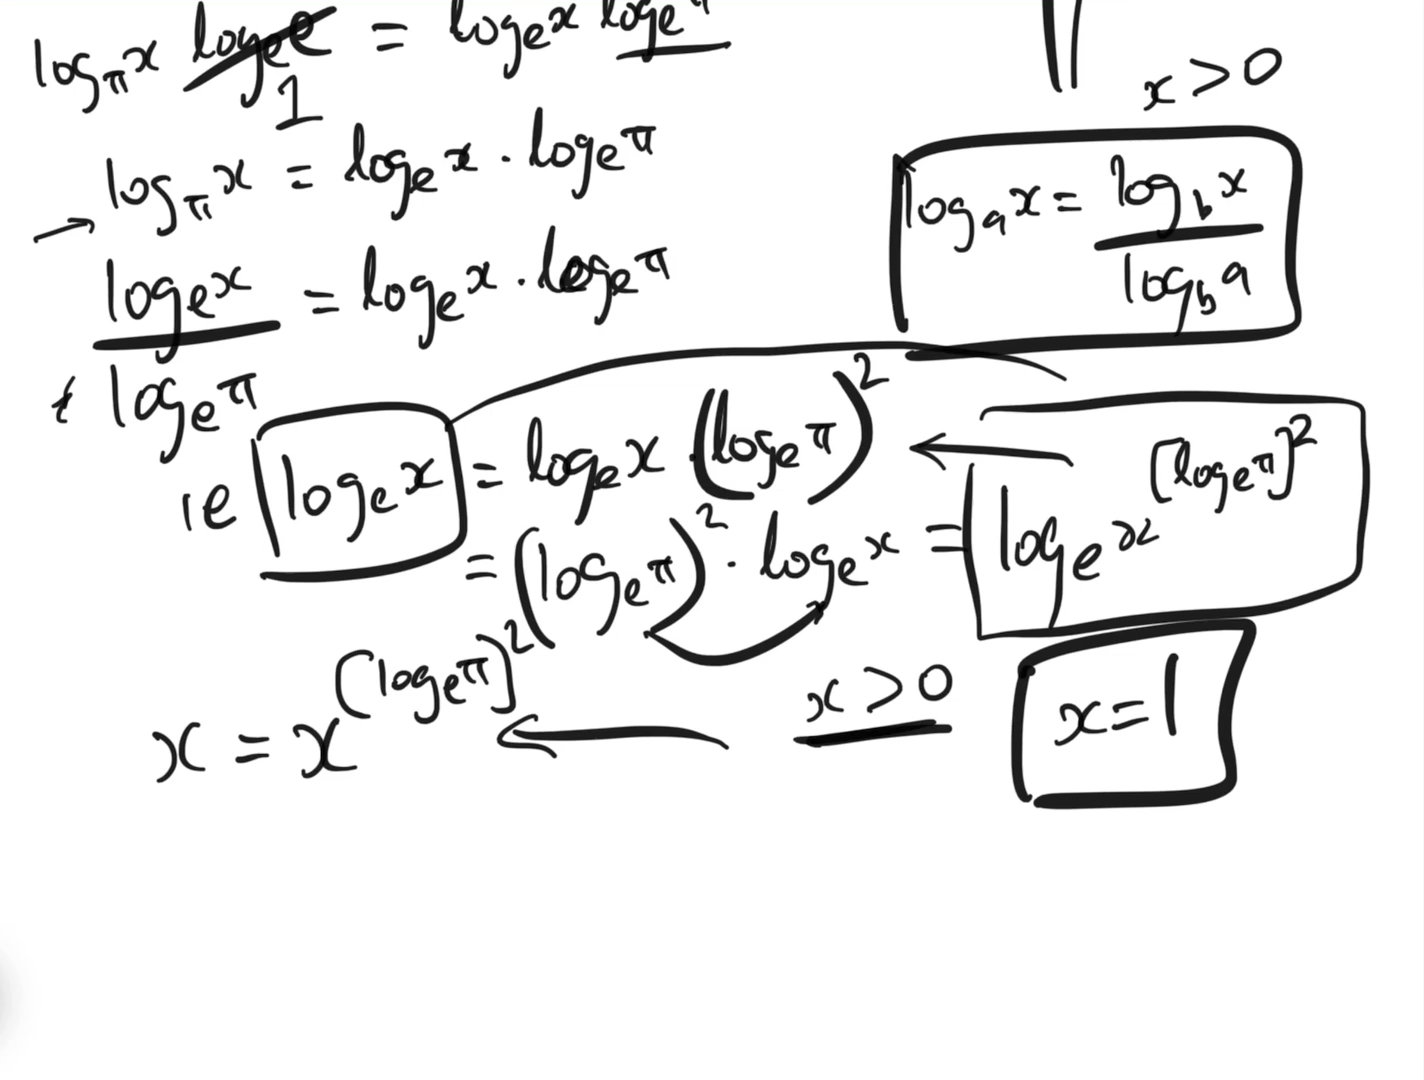 log_π x log_e e = log_e x log_e π
1
x > 0
log_π x = log_e x . log_e π
log_a x = log_b x / log_b a
log_e x / log_e π = log_e x . log_e π
ie log_e x = log_e x . (log_e π)^2
= (log_e π)^2 . log_e x = log_e x^[log_e π]^2
x = x^[log_e π]^2
x > 0
x = 1